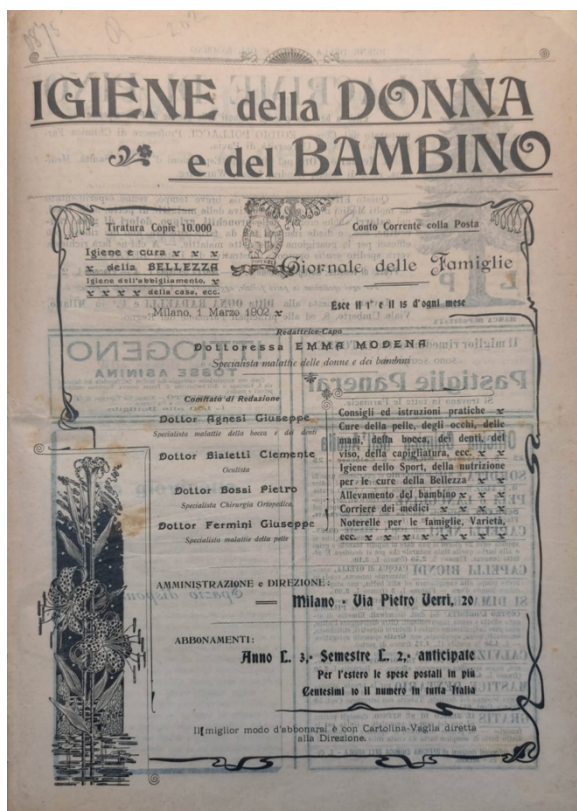 1875
IGIENE della DONNA
e del BAMBINO
Tiratura Copie 10.000
Conto Corrente colla Posta
Igiene e cura x x x
x della BELLEZZA
Igiene dell'abbigliamento,
x x x x della casa, ecc.
Giornale delle Famiglie
Milano, 1 Marzo 1902 x
Esce il 1° e il 15 d'ogni mese
Redattrice-Capo
Dottoressa EMMA MODENA
Specialista malattie delle donne e dei bambini
Comitato di Redazione
Dottor Agnesi Giuseppe
Specialista malattie della bocca e dei denti
Dottor Bialetti Clemente
Oculista
Dottor Bossi Pietro
Specialista Chirurgia Ortopedica
Dottor Fermini Giuseppe
Specialista malattie della pelle
Consigli ed istruzioni pratiche x
Cure della pelle, degli occhi, delle
mani, della bocca, dei denti, del
viso, della capigliatura, ecc. x x
Igiene dello Sport, della nutrizione
per le cure della Bellezza x x
Allevamento del bambino x x x
Corriere dei medici x x x x
Noterelle per le famiglie, Varietà,
ecc. x x x x x x x x x
AMMINISTRAZIONE e DIREZIONE:
Milano - Via Pietro Verri, 20
ABBONAMENTI:
Anno L. 3,- Semestre L. 2,- anticipate
Per l'estero le spese postali in più
Centesimi 10 il numero in tutta Italia
Il miglior modo d'abbonarsi è con Cartolina-Vaglia diretta
alla Direzione.